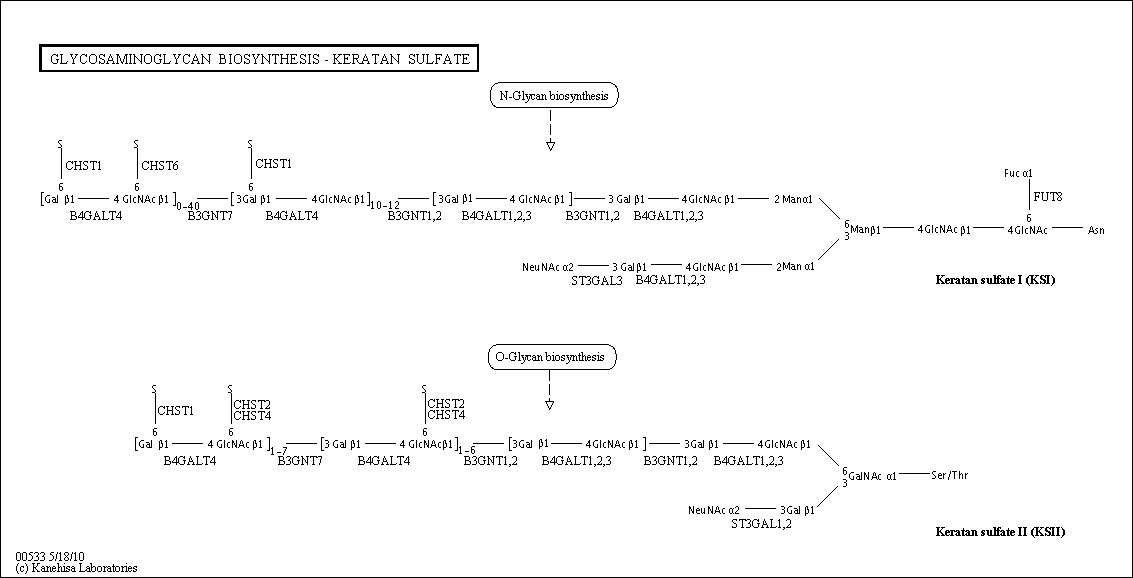 GLYCOSAMINOGLYCAN BIOSYNTHESIS - KERATAN SULFATE
N-Glycan biosynthesis
S S S
CHST1 CHST6 CHST1
Fuc α1
FUT8
6 6 6 6
[Gal β1 4 GlcNAc β1]0-40 [3Gal β1 4 GlcNAc β1]10-12 [3Gal β1 4 GlcNAc β1] 3 Gal β1 4GlcNAc β1 2 Manα1
B4GALT4 B3GNT7 B4GALT4 B3GNT1,2 B4GALT1,2,3 B3GNT1,2 B4GALT1,2,3
6 3 Manβ1 4GlcNAc β1 4GlcNAc Asn
NeuNAc α2 3 Galβ1 4GlcNAc β1 2Man α1
ST3GAL3 B4GALT1,2,3
Keratan sulfate I (KSI)
O-Glycan biosynthesis
S S S
CHST1 CHST2 CHST2
CHST4 CHST4
6 6 6
[Gal β1 4 GlcNAc β1]1-7 [3 Gal β1 4 GlcNAcβ1]1-6 [3Gal β1 4GlcNAc β1] 3Gal β1 4GlcNAc β1
B4GALT4 B3GNT7 B4GALT4 B3GNT1,2 B4GALT1,2,3 B3GNT1,2 B4GALT1,2,3
6 3 GalNAc α1 Ser/Thr
NeuNAc α2 3Gal β1
ST3GAL1,2
Keratan sulfate II (KSII)
00533 5/18/10
(c) Kanehisa Laboratories